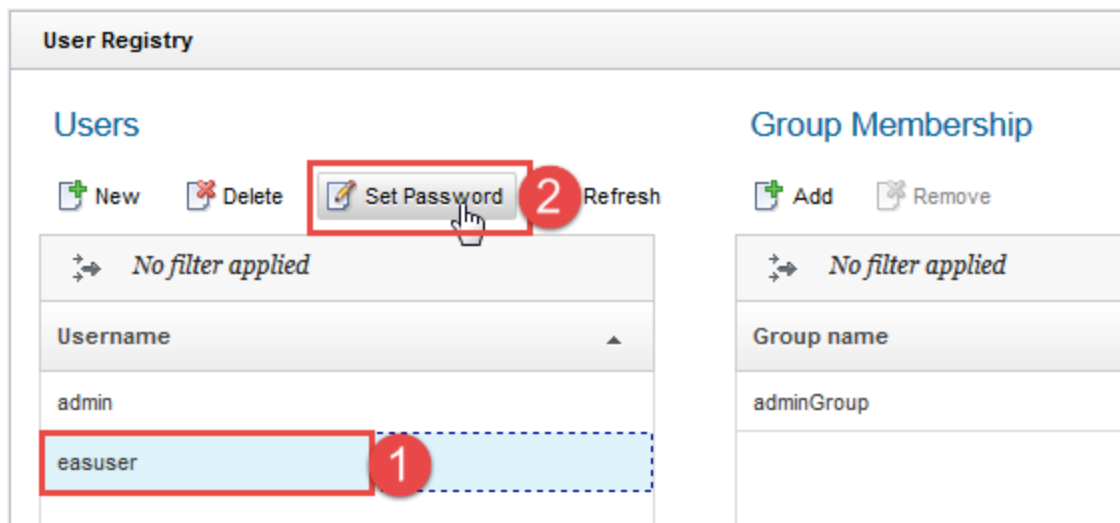 User Registry
Users
Group Membership
New Delete Set Password 2 Refresh
Add Remove
No filter applied
No filter applied
Username
Group name
admin
adminGroup
easuser 1